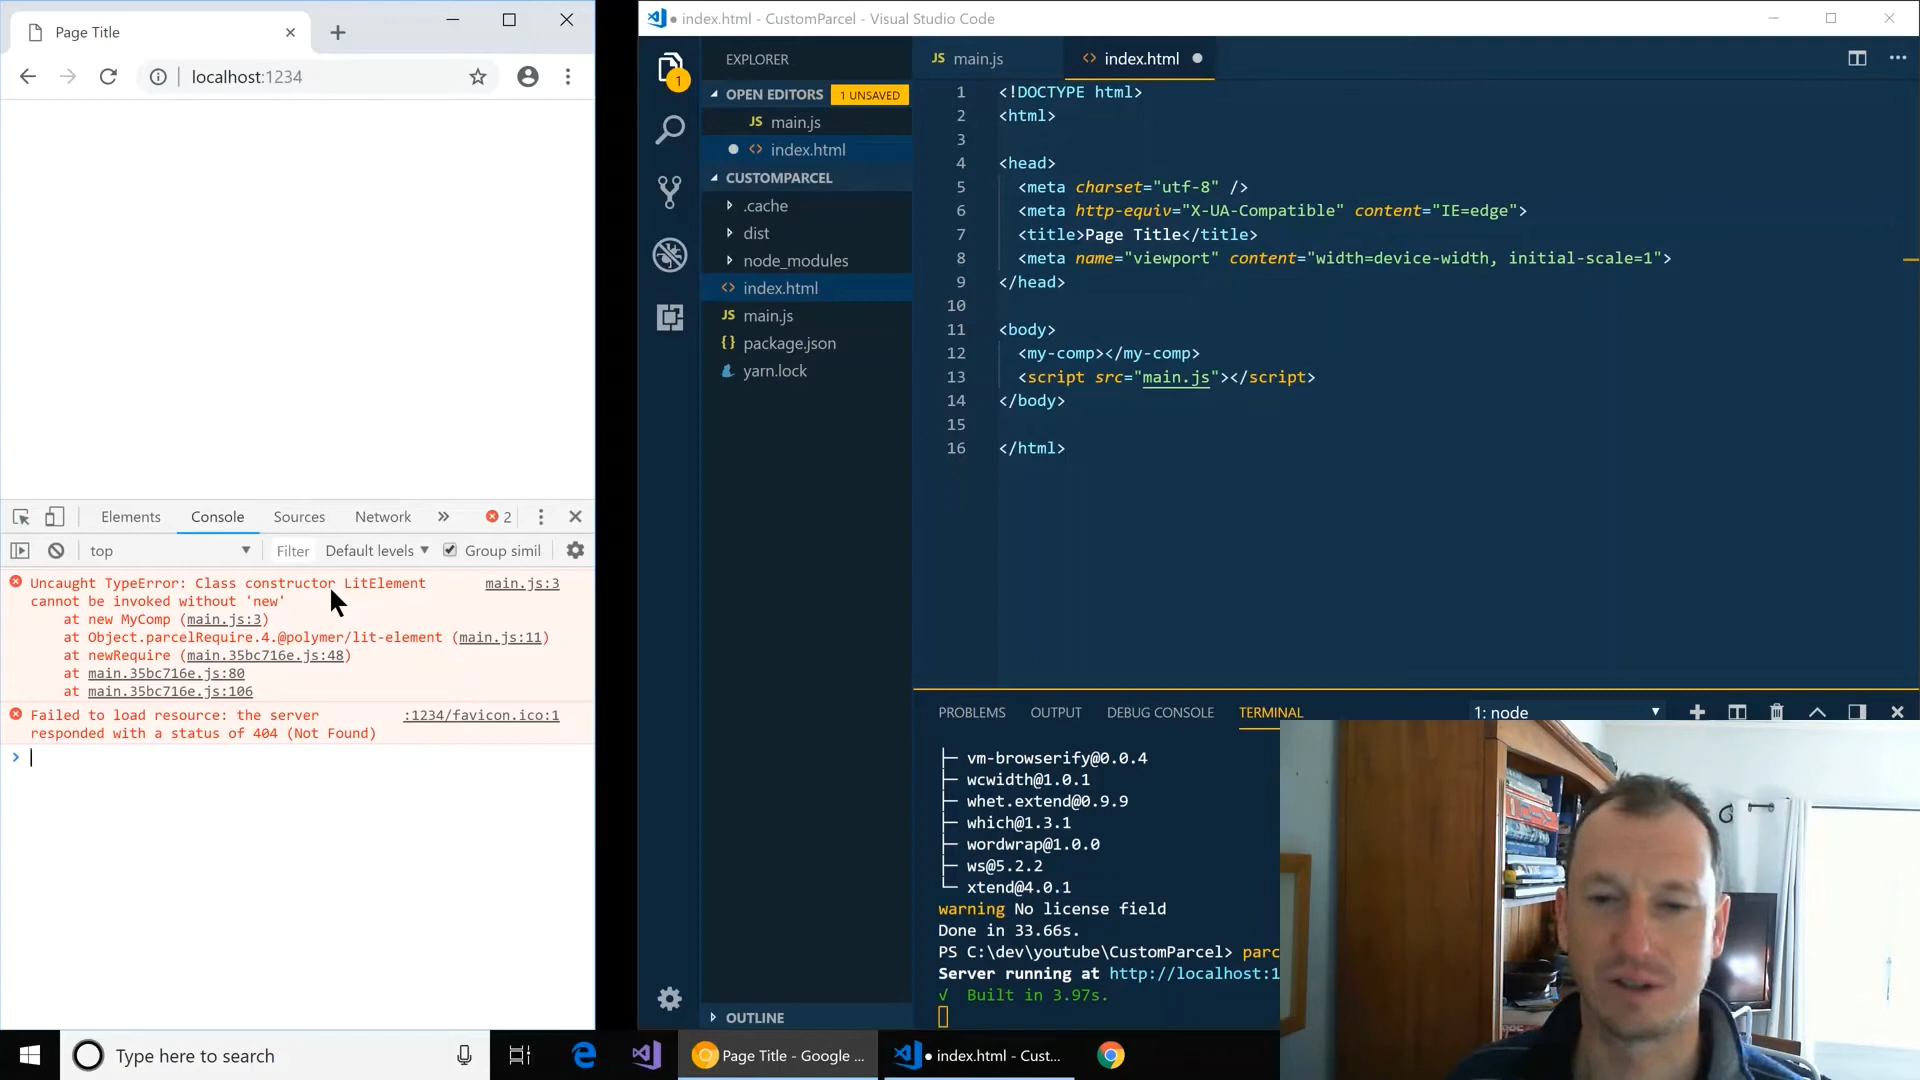 Page Title
localhost:1234
Elements Console Sources Network » 2
top Filter Default levels Group simil
Uncaught TypeError: Class constructor LitElement main.js:3
cannot be invoked without 'new'
at new MyComp (main.js:3)
at Object.parcelRequire.4.@polymer/lit-element (main.js:11)
at newRequire (main.35bc716e.js:48)
at main.35bc716e.js:80
at main.35bc716e.js:106
Failed to load resource: the server :1234/favicon.ico:1
responded with a status of 404 (Not Found)
>
● index.html - CustomParcel - Visual Studio Code
1
EXPLORER
OPEN EDITORS 1 UNSAVED
JS main.js
<> index.html
CUSTOMPARCEL
.cache
dist
node_modules
<> index.html
JS main.js
{} package.json
yarn.lock
OUTLINE
JS main.js <> index.html
1 <!DOCTYPE html>
2 <html>
3
4 <head>
5 <meta charset="utf-8" />
6 <meta http-equiv="X-UA-Compatible" content="IE=edge">
7 <title>Page Title</title>
8 <meta name="viewport" content="width=device-width, initial-scale=1">
9 </head>
10
11 <body>
12 <my-comp></my-comp>
13 <script src="main.js"></script>
14 </body>
15
16 </html>
PROBLEMS OUTPUT DEBUG CONSOLE TERMINAL 1: node
├─ vm-browserify@0.0.4
├─ wcwidth@1.0.1
├─ whet.extend@0.9.9
├─ which@1.3.1
├─ wordwrap@1.0.0
├─ ws@5.2.2
└─ xtend@4.0.1
warning No license field
Done in 33.66s.
PS C:\dev\youtube\CustomParcel> parc
Server running at http://localhost:1
√ Built in 3.97s.
Type here to search
Page Title - Google ...
● index.html - Cust...